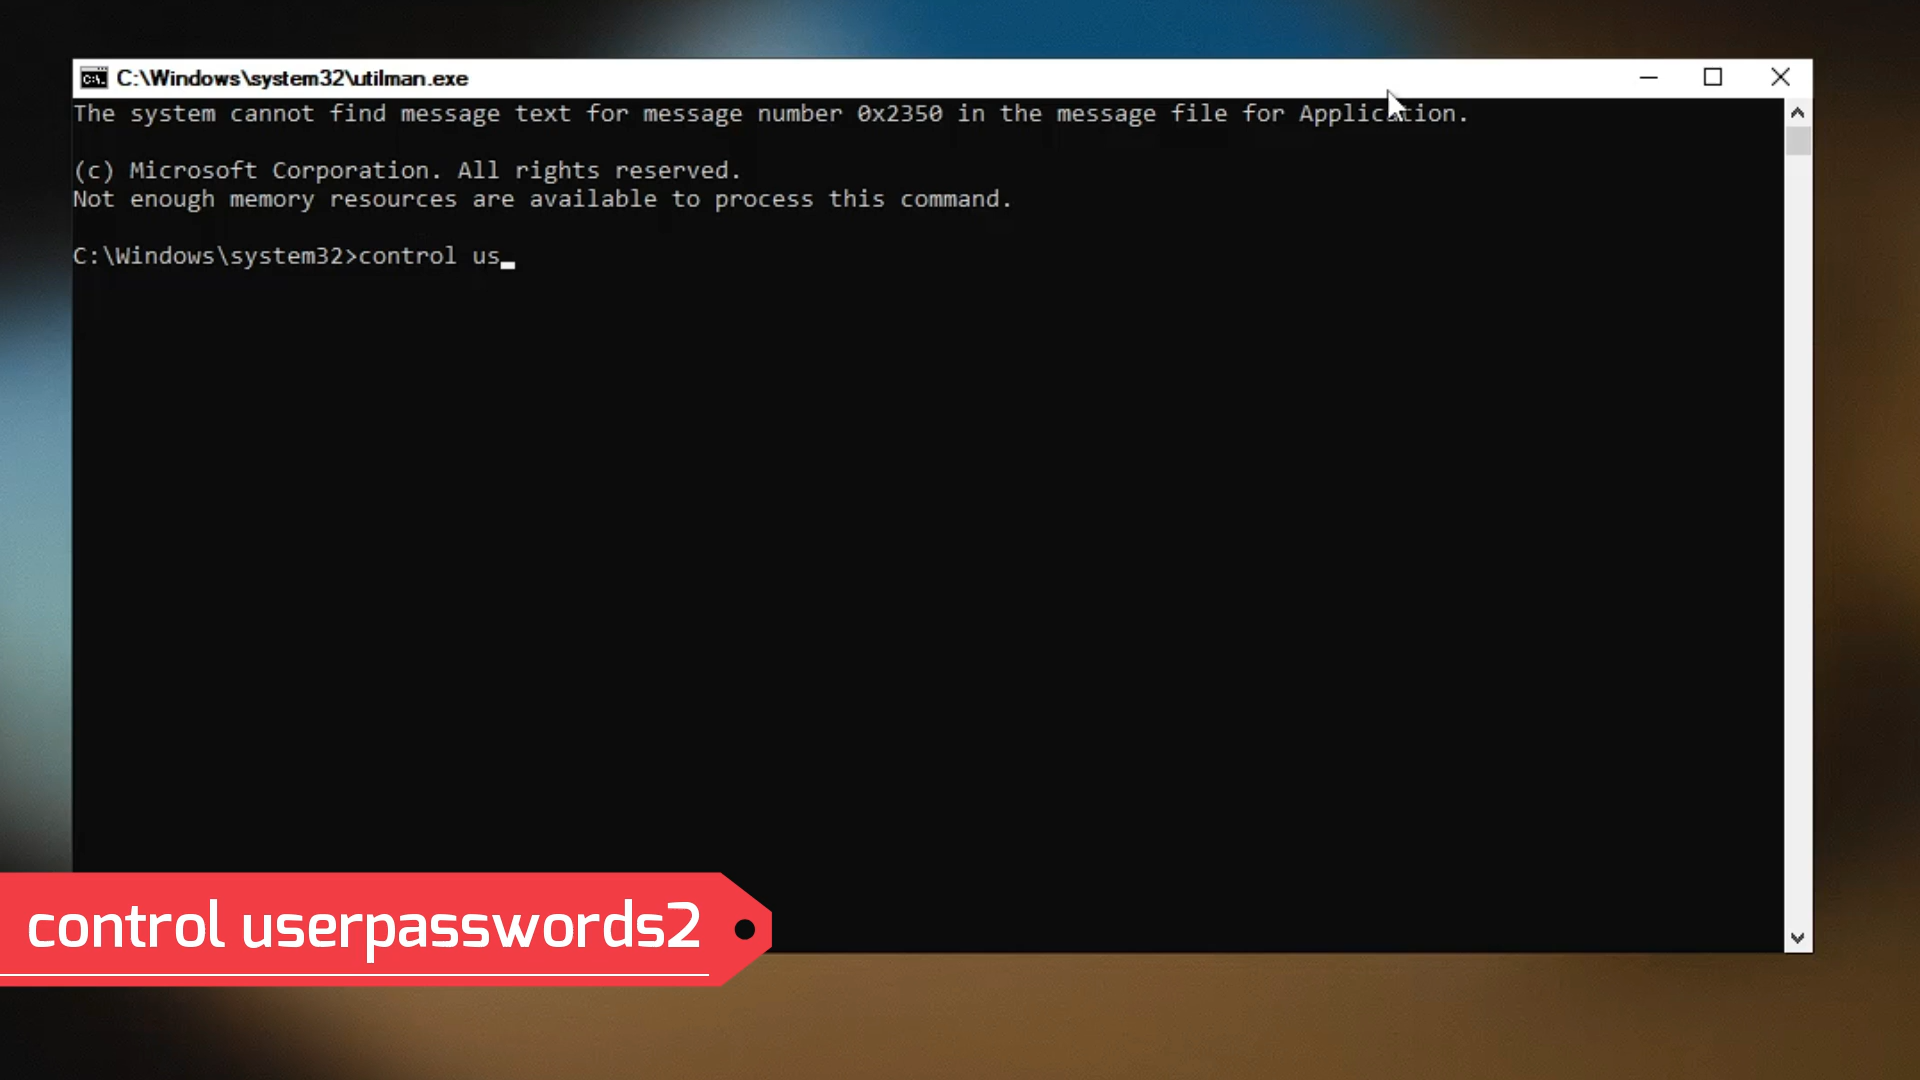 C:\Windows\system32\utilman.exe
The system cannot find message text for message number 0x2350 in the message file for Application.
(c) Microsoft Corporation. All rights reserved.
Not enough memory resources are available to process this command.
C:\Windows\system32>control us_
control userpasswords2